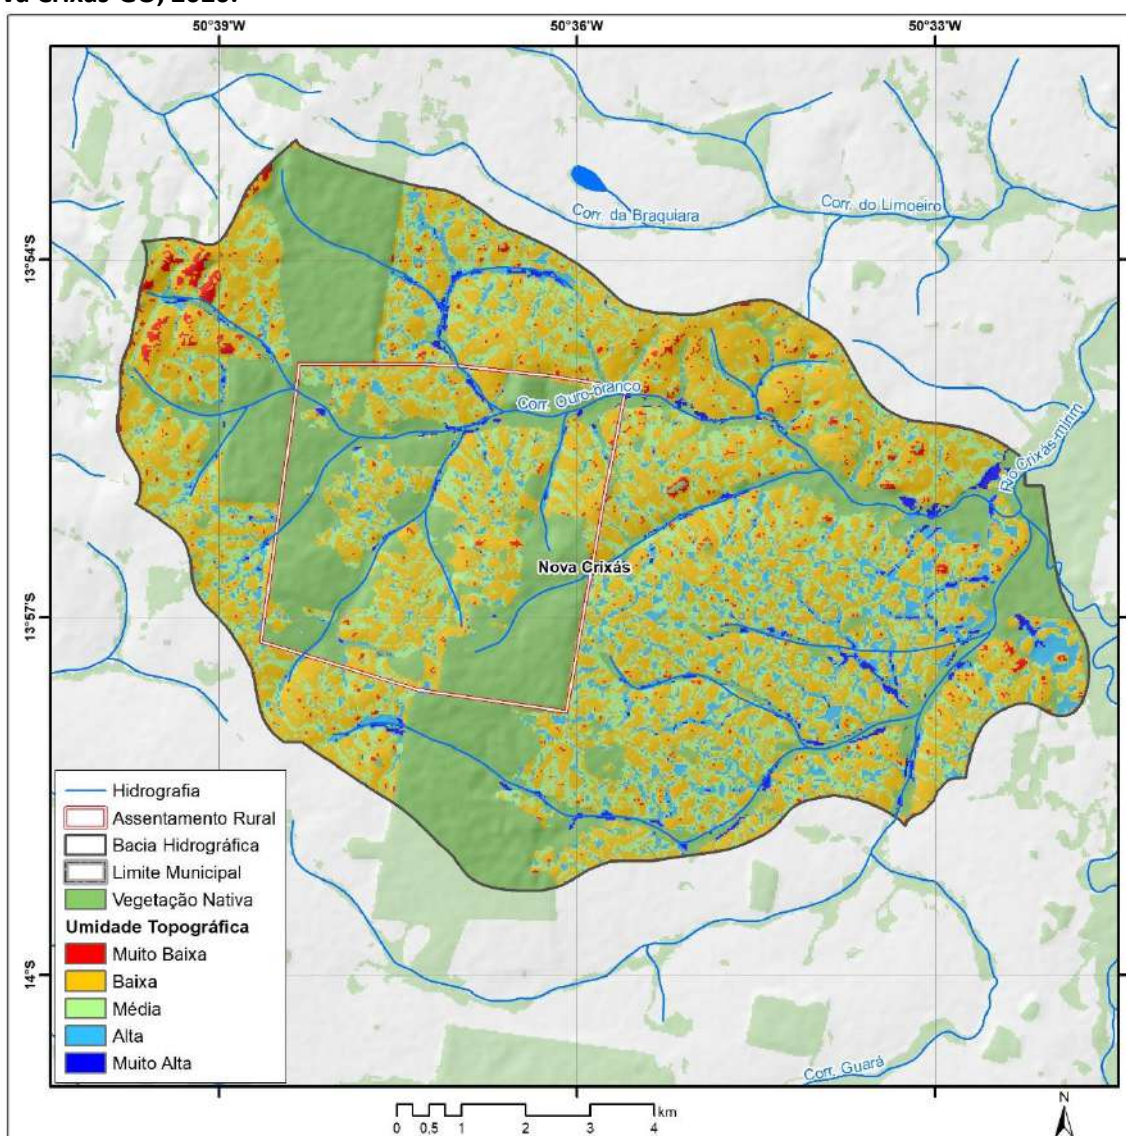 50°39'W
50°36'W
50°33'W
Corr. da Braquiara
Corr. do Limoeiro
13°54'S
Corr. Ouro-branco
Rio Crixás-mirim
Nova Crixás
13°57'S
Hidrografia
Assentamento Rural
Bacia Hidrográfica
Limite Municipal
Vegetação Nativa
Umidade Topográfica
Muito Baixa
Baixa
Média
Alta
Muito Alta
14°S
Corr. Guará
km
0 0,5 1 2 3 4
N